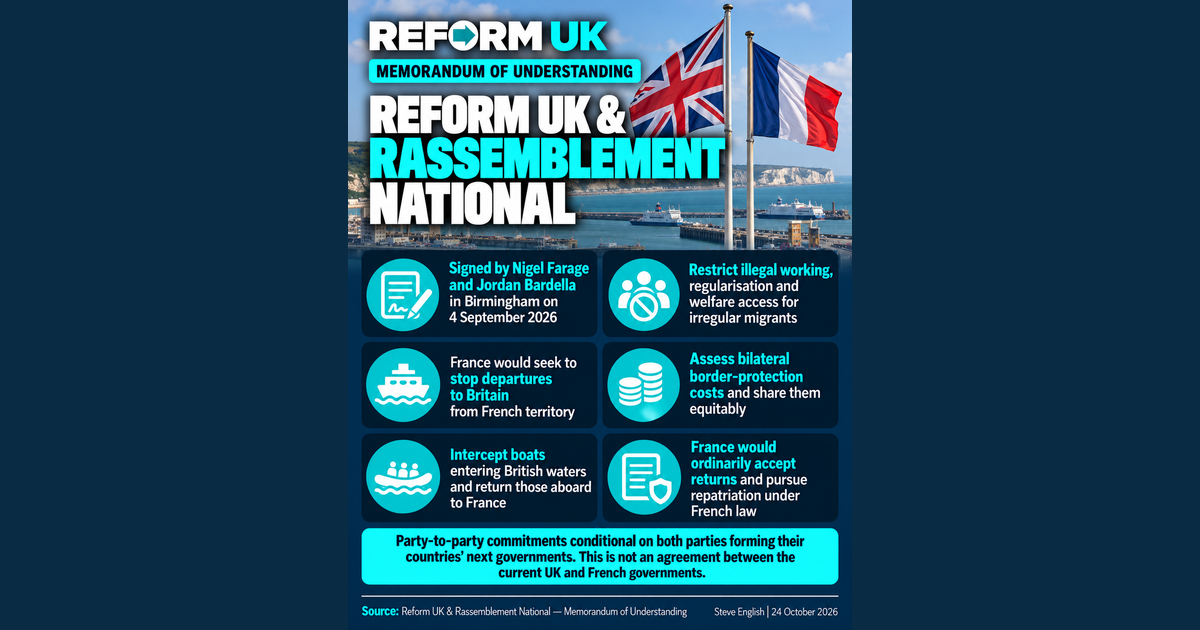 REFORM UK
MEMORANDUM OF UNDERSTANDING
REFORM UK &
RASSEMBLEMENT
NATIONAL
Signed by Nigel Farage
and Jordan Bardella
in Birmingham on
4 September 2026
Restrict illegal working,
regularisation and
welfare access for
irregular migrants
France would seek to
stop departures
to Britain
from French territory
Assess bilateral
border-protection
costs and share them
equitably
Intercept boats
entering British waters
and return those aboard
to France
France would
ordinarily accept
returns and pursue
repatriation under
French law
Party-to-party commitments conditional on both parties forming their
countries' next governments. This is not an agreement between the
current UK and French governments.
Source: Reform UK & Rassemblement National — Memorandum of Understanding
Steve English | 24 October 2026